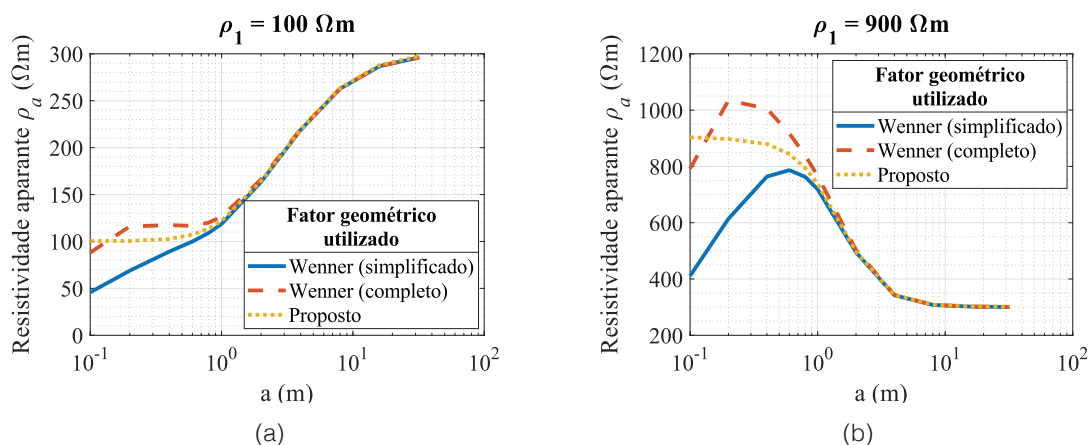 ρ1 = 100 Ωm
Resistividade aparante ρa (Ωm)
300
250
200
150
100
50
0
Fator geométrico
utilizado
Wenner (simplificado)
Wenner (completo)
Proposto
10-1
100
101
102
a (m)
(a)
ρ1 = 900 Ωm
Resistividade aparante ρa (Ωm)
1200
1000
800
600
400
200
Fator geométrico
utilizado
Wenner (simplificado)
Wenner (completo)
Proposto
10-1
100
101
102
a (m)
(b)